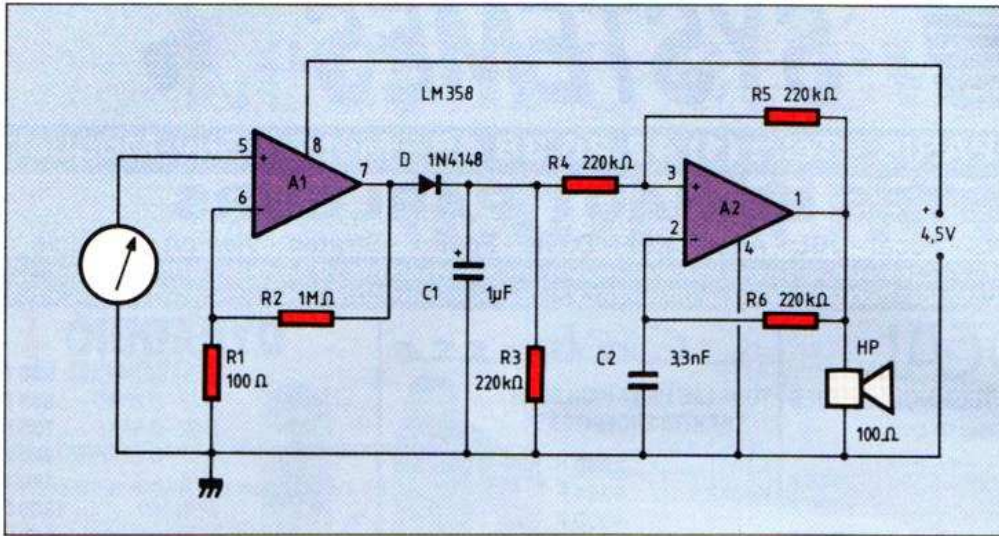 LM358
R5 220kΩ
5
8
7
D 1N4148
R4 220kΩ
+
A1
3
+
1
6
-
A2
+
4,5V
2
-
4
+
R2 1MΩ
C1 1µF
R6 220kΩ
R1
100Ω
R3
220kΩ
C2 3,3nF
HP
100Ω